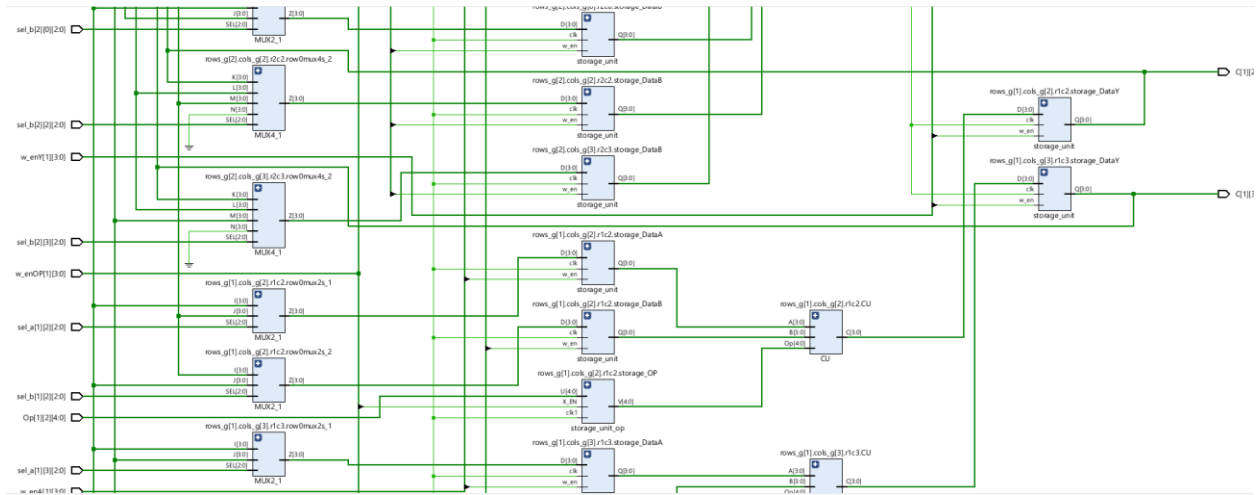 sel_b[2][0][2:0]
J[3:0]
SEL[2:0]
Z[3:0]
MUX2_1
rows_g[2].cols_g[2].r2c2.row0mux4s_2
K[3:0]
L[3:0]
M[3:0]
N[3:0]
SEL[2:0]
Z[3:0]
MUX4_1
sel_b[2][2][2:0]
w_enY[1][3:0]
rows_g[2].cols_g[3].r2c3.row0mux4s_2
K[3:0]
L[3:0]
M[3:0]
N[3:0]
SEL[2:0]
Z[3:0]
MUX4_1
sel_b[2][3][2:0]
w_enOP[1][3:0]
rows_g[1].cols_g[2].r1c2.row0mux2s_1
I[3:0]
J[3:0]
SEL[2:0]
Z[3:0]
MUX2_1
sel_a[1][2][2:0]
rows_g[1].cols_g[2].r1c2.row0mux2s_2
I[3:0]
J[3:0]
SEL[2:0]
Z[3:0]
MUX2_1
sel_b[1][2][2:0]
Op[1][2][4:0]
rows_g[1].cols_g[3].r1c3.row0mux2s_1
I[3:0]
J[3:0]
SEL[2:0]
Z[3:0]
MUX2_1
sel_a[1][3][2:0]
D[3:0]
clk
w_en
Q[3:0]
storage_unit
rows_g[2].cols_g[2].r2c2.storage_DataB
D[3:0]
clk
w_en
Q[3:0]
storage_unit
rows_g[2].cols_g[3].r2c3.storage_DataB
D[3:0]
clk
w_en
Q[3:0]
storage_unit
rows_g[1].cols_g[2].r1c2.storage_DataA
D[3:0]
clk
w_en
Q[3:0]
storage_unit
rows_g[1].cols_g[2].r1c2.storage_DataB
D[3:0]
clk
w_en
Q[3:0]
storage_unit
rows_g[1].cols_g[2].r1c2.storage_OP
U[4:0]
X_EN
clk1
V[4:0]
storage_unit_op
rows_g[1].cols_g[3].r1c3.storage_DataA
D[3:0]
clk
w_en
Q[3:0]
rows_g[1].cols_g[2].r1c2.CU
A[3:0]
B[3:0]
Op[4:0]
C[3:0]
CU
rows_g[1].cols_g[3].r1c3.CU
A[3:0]
B[3:0]
C[3:0]
rows_g[1].cols_g[2].r1c2.storage_DataY
D[3:0]
clk
w_en
Q[3:0]
storage_unit
rows_g[1].cols_g[3].r1c3.storage_DataY
D[3:0]
clk
w_en
Q[3:0]
storage_unit
C[1][2
C[1][3